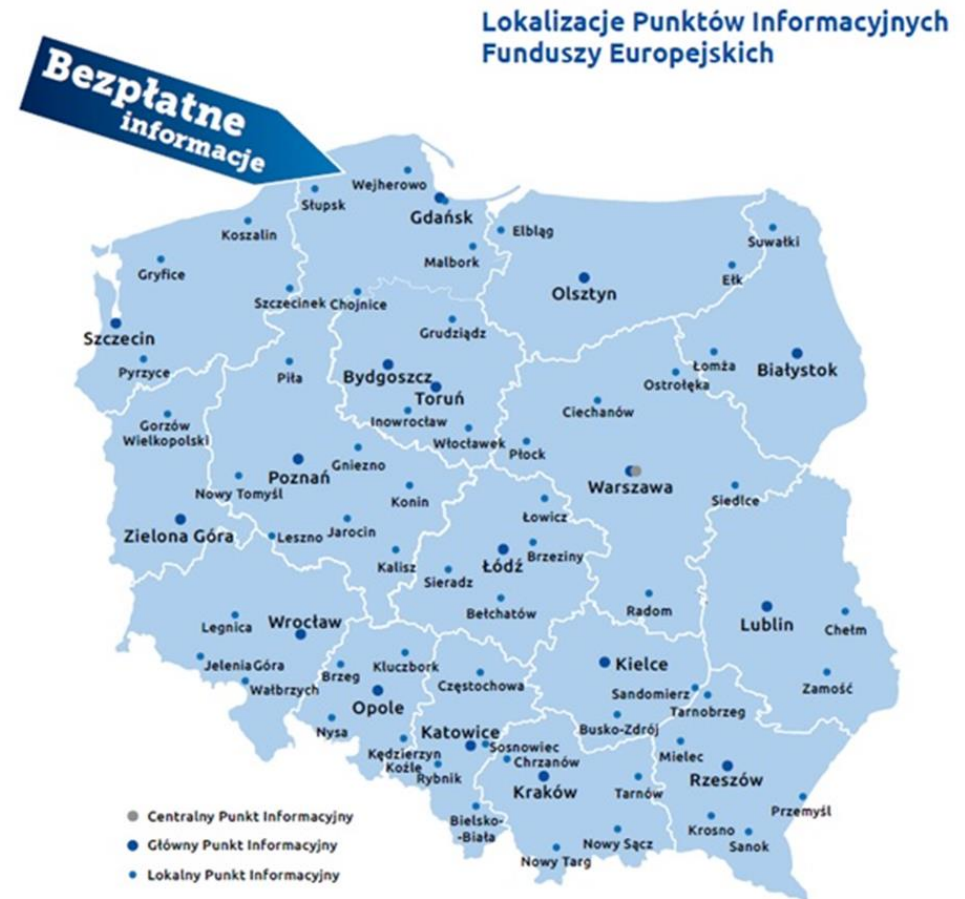 Lokalizacje Punktów Informacyjnych
Funduszy Europejskich
Bezpłatne
informacje
Wejherowo
Słupsk
Gdańsk
Koszalin
Elbląg
Suwałki
Malbork
Gryfice
Ełk
Olsztyn
Szczecinek
Chojnice
Grudziądz
Szczecin
Pyrzyce
Piła
Bydgoszcz
Toruń
Łomża
Białystok
Ostrołęka
Ciechanów
Inowrocław
Gorzów
Wielkopolski
Włocławek
Płock
Gniezno
Poznań
Nowy Tomyśl
Konin
Warszawa
Siedlce
Łowicz
Zielona Góra
Leszno
Jarocin
Brzeziny
Łódź
Kalisz
Sieradz
Bełchatów
Radom
Legnica
Wrocław
Lublin
Chełm
Jelenia Góra
Brzeg
Kluczbork
Kielce
Wałbrzych
Częstochowa
Sandomierz
Zamość
Opole
Tarnobrzeg
Nysa
Katowice
Busko-Zdrój
Sosnowiec
Kędzierzyn
Koźle
Chrzanów
Mielec
Rybnik
Rzeszów
Kraków
Tarnów
Przemyśl
Bielsko-
-Biała
Krosno
Sanok
Nowy Sącz
Nowy Targ
Centralny Punkt Informacyjny
Główny Punkt Informacyjny
Lokalny Punkt Informacyjny